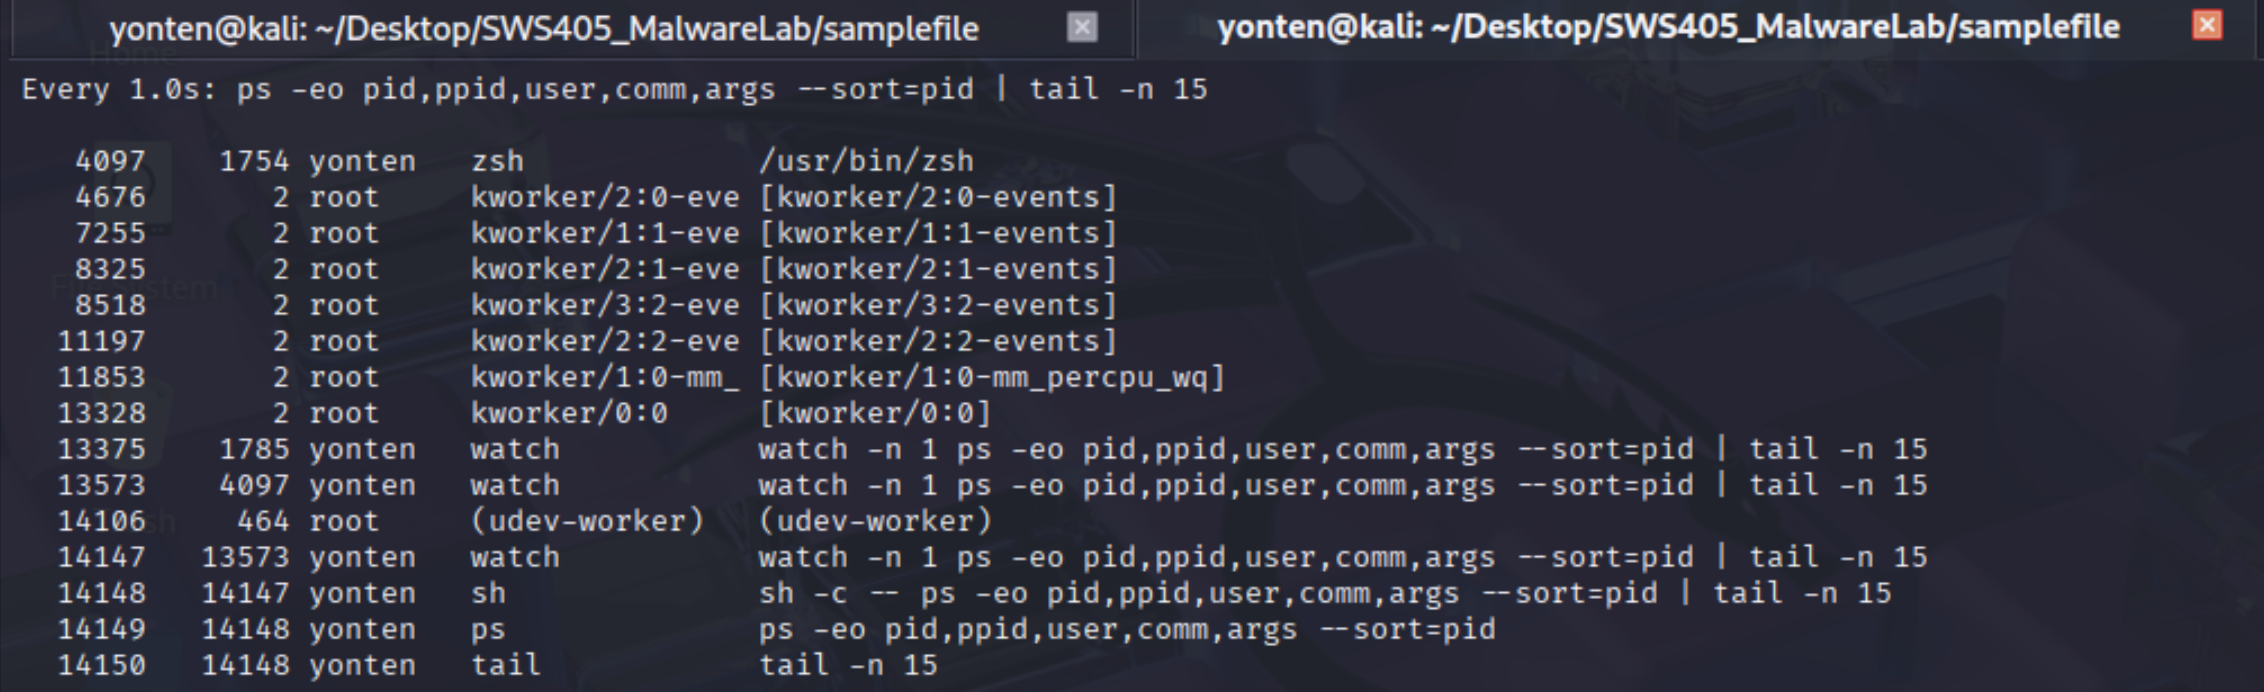 yonten@kali: ~/Desktop/SWS405_MalwareLab/samplefile
yonten@kali: ~/Desktop/SWS405_MalwareLab/samplefile
Home
Every 1.0s: ps -eo pid,ppid,user,comm,args --sort=pid | tail -n 15
4097 1754 yonten zsh /usr/bin/zsh
4676 2 root kworker/2:0-eve [kworker/2:0-events]
7255 2 root kworker/1:1-eve [kworker/1:1-events]
8325 2 root kworker/2:1-eve [kworker/2:1-events]
File System
8518 2 root kworker/3:2-eve [kworker/3:2-events]
11197 2 root kworker/2:2-eve [kworker/2:2-events]
11853 2 root kworker/1:0-mm_ [kworker/1:0-mm_percpu_wq]
13328 2 root kworker/0:0 [kworker/0:0]
13375 1785 yonten watch watch -n 1 ps -eo pid,ppid,user,comm,args --sort=pid | tail -n 15
13573 4097 yonten watch watch -n 1 ps -eo pid,ppid,user,comm,args --sort=pid | tail -n 15
14106 464 root (udev-worker) (udev-worker)
14147 13573 yonten watch watch -n 1 ps -eo pid,ppid,user,comm,args --sort=pid | tail -n 15
14148 14147 yonten sh sh -c -- ps -eo pid,ppid,user,comm,args --sort=pid | tail -n 15
14149 14148 yonten ps ps -eo pid,ppid,user,comm,args --sort=pid
14150 14148 yonten tail tail -n 15